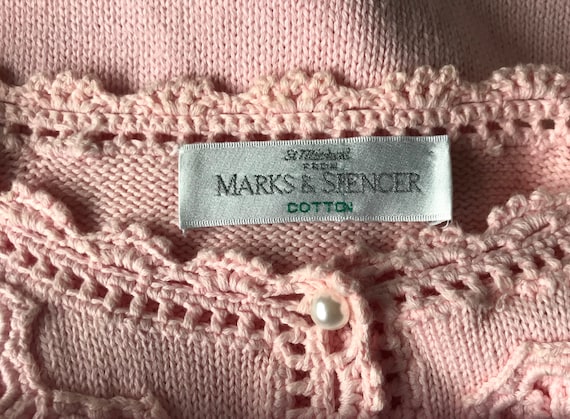 St Michael
FROM
MARKS & SPENCER
COTTON